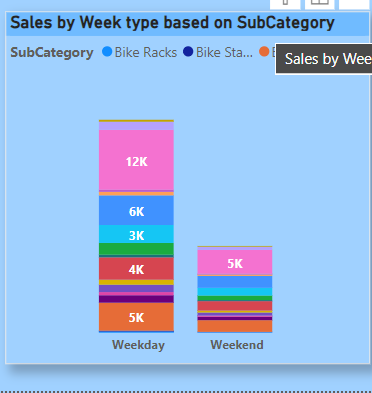 Sales by Week type based on SubCategory
SubCategory Bike Racks Bike Sta...
Sales by Wee
12K
6K
3K
5K
4K
5K
Weekday Weekend